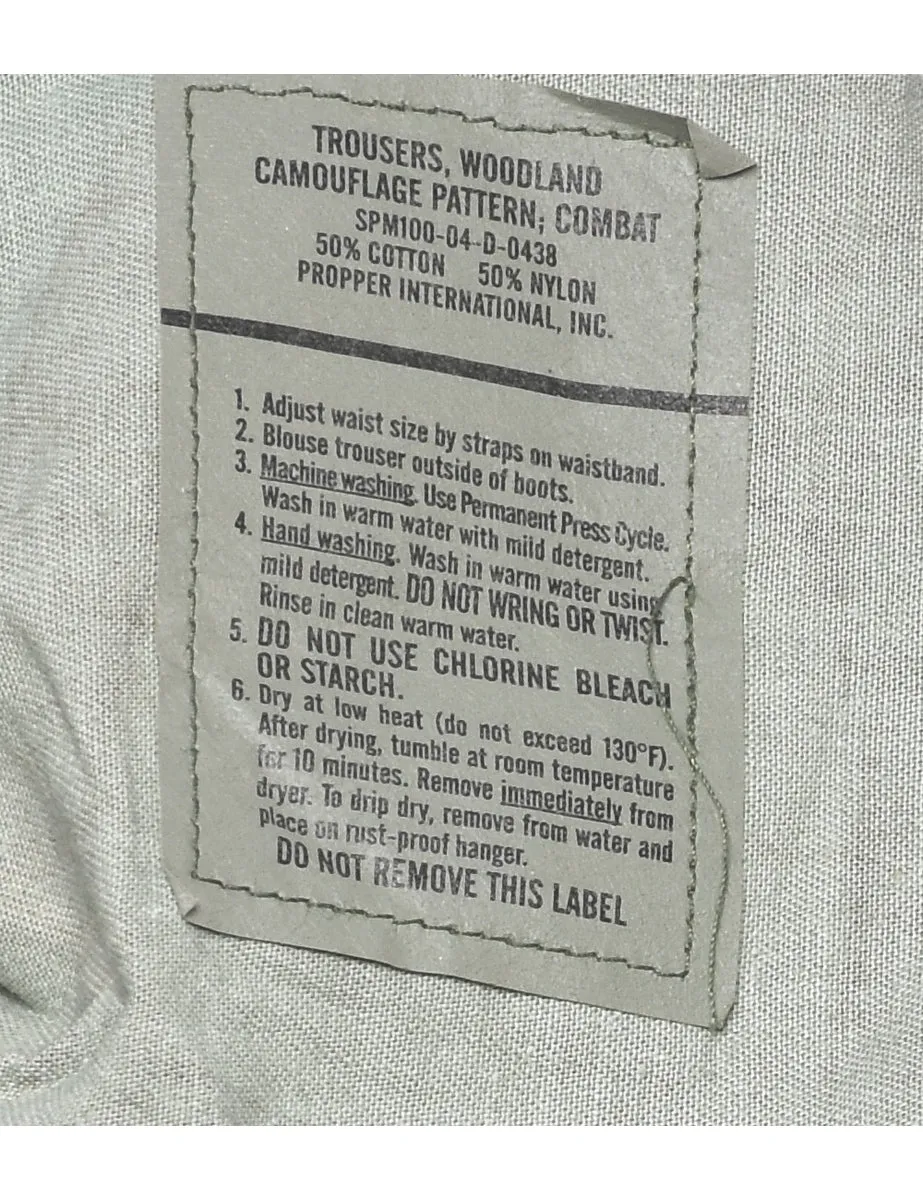 TROUSERS, WOODLAND
CAMOUFLAGE PATTERN; COMBAT
SPM100-04-D-0438
50% COTTON 50% NYLON
PROPPER INTERNATIONAL, INC.
1. Adjust waist size by straps on waistband.
2. Blouse trouser outside of boots.
3. Machine washing. Use Permanent Press Cycle.
Wash in warm water with mild detergent.
4. Hand washing. Wash in warm water using
mild detergent. DO NOT WRING OR TWIST.
Rinse in clean warm water.
5. DO NOT USE CHLORINE BLEACH
OR STARCH.
6. Dry at low heat (do not exceed 130°F).
After drying, tumble at room temperature
for 10 minutes. Remove immediately from
dryer. To drip dry, remove from water and
place on rust-proof hanger.
DO NOT REMOVE THIS LABEL